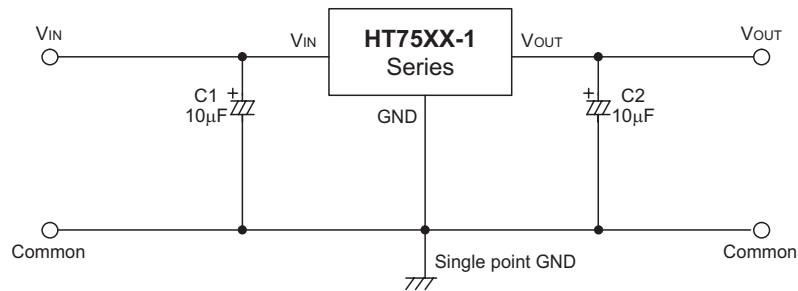 VIN
VIN
HT75XX-1
Series
VOUT
VOUT
C1 +
10μF
GND
+ C2
10μF
Common
Single point GND
Common